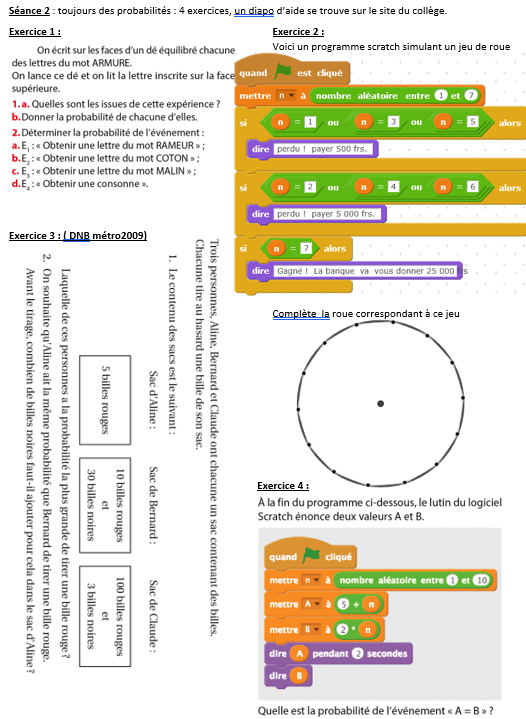 Séance 2 : toujours des probabilités : 4 exercices, un diapo d'aide se trouve sur le site du collège.
Exercice 1 :
On écrit sur les faces d'un dé équilibré chacune
des lettres du mot ARMURE.
On lance ce dé et on lit la lettre inscrite sur la face
supérieure.
1. a. Quelles sont les issues de cette expérience ?
b. Donner la probabilité de chacune d'elles.
2. Déterminer la probabilité de l'événement :
a. E₁ : « Obtenir une lettre du mot RAMEUR » ;
b. E₂ : « Obtenir une lettre du mot COTON » ;
c. E₃ : « Obtenir une lettre du mot MALIN » ;
d. E₄ : « Obtenir une consonne ».
Exercice 2 :
Voici un programme scratch simulant un jeu de roue
quand est cliqué
mettre n à nombre aléatoire entre 1 et 7
si n = 1 ou n = 3 ou n = 5 alors
dire perdu ! payer 500 frs.
si n = 2 ou n = 4 ou n = 6 alors
dire perdu ! payer 5 000 frs.
si n = 7 alors
dire Gagné ! La banque va vous donner 25 000 frs
Complète la roue correspondant à ce jeu
Exercice 3 : ( DNB métro2009)
Trois personnes, Aline, Bernard et Claude ont chacune un sac contenant des billes.
Chacune tire au hasard une bille de son sac.
1. Le contenu des sacs est le suivant :
Sac d'Aline :
5 billes rouges
Sac de Bernard :
10 billes rouges
et
30 billes noires
Sac de Claude :
100 billes rouges
et
3 billes noires
Laquelle de ces personnes a la probabilité la plus grande de tirer une bille rouge ?
2. On souhaite qu'Aline ait la même probabilité que Bernard de tirer une bille rouge.
Avant le tirage, combien de billes noires faut-il ajouter pour cela dans le sac d'Aline ?
Exercice 4 :
À la fin du programme ci-dessous, le lutin du logiciel
Scratch énonce deux valeurs A et B.
quand cliqué
mettre n à nombre aléatoire entre 1 et 10
mettre A à 5 + n
mettre B à 2 * n
dire A pendant 2 secondes
dire B
Quelle est la probabilité de l'événement « A = B » ?